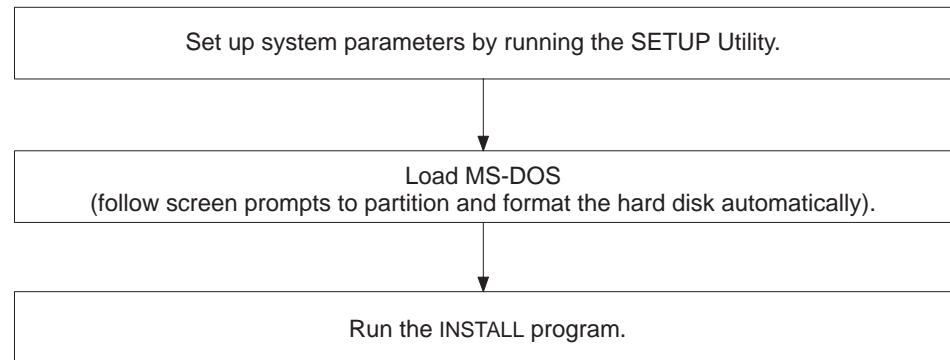 Set up system parameters by running the SETUP Utility.
Load MS-DOS
(follow screen prompts to partition and format the hard disk automatically).
Run the INSTALL program.